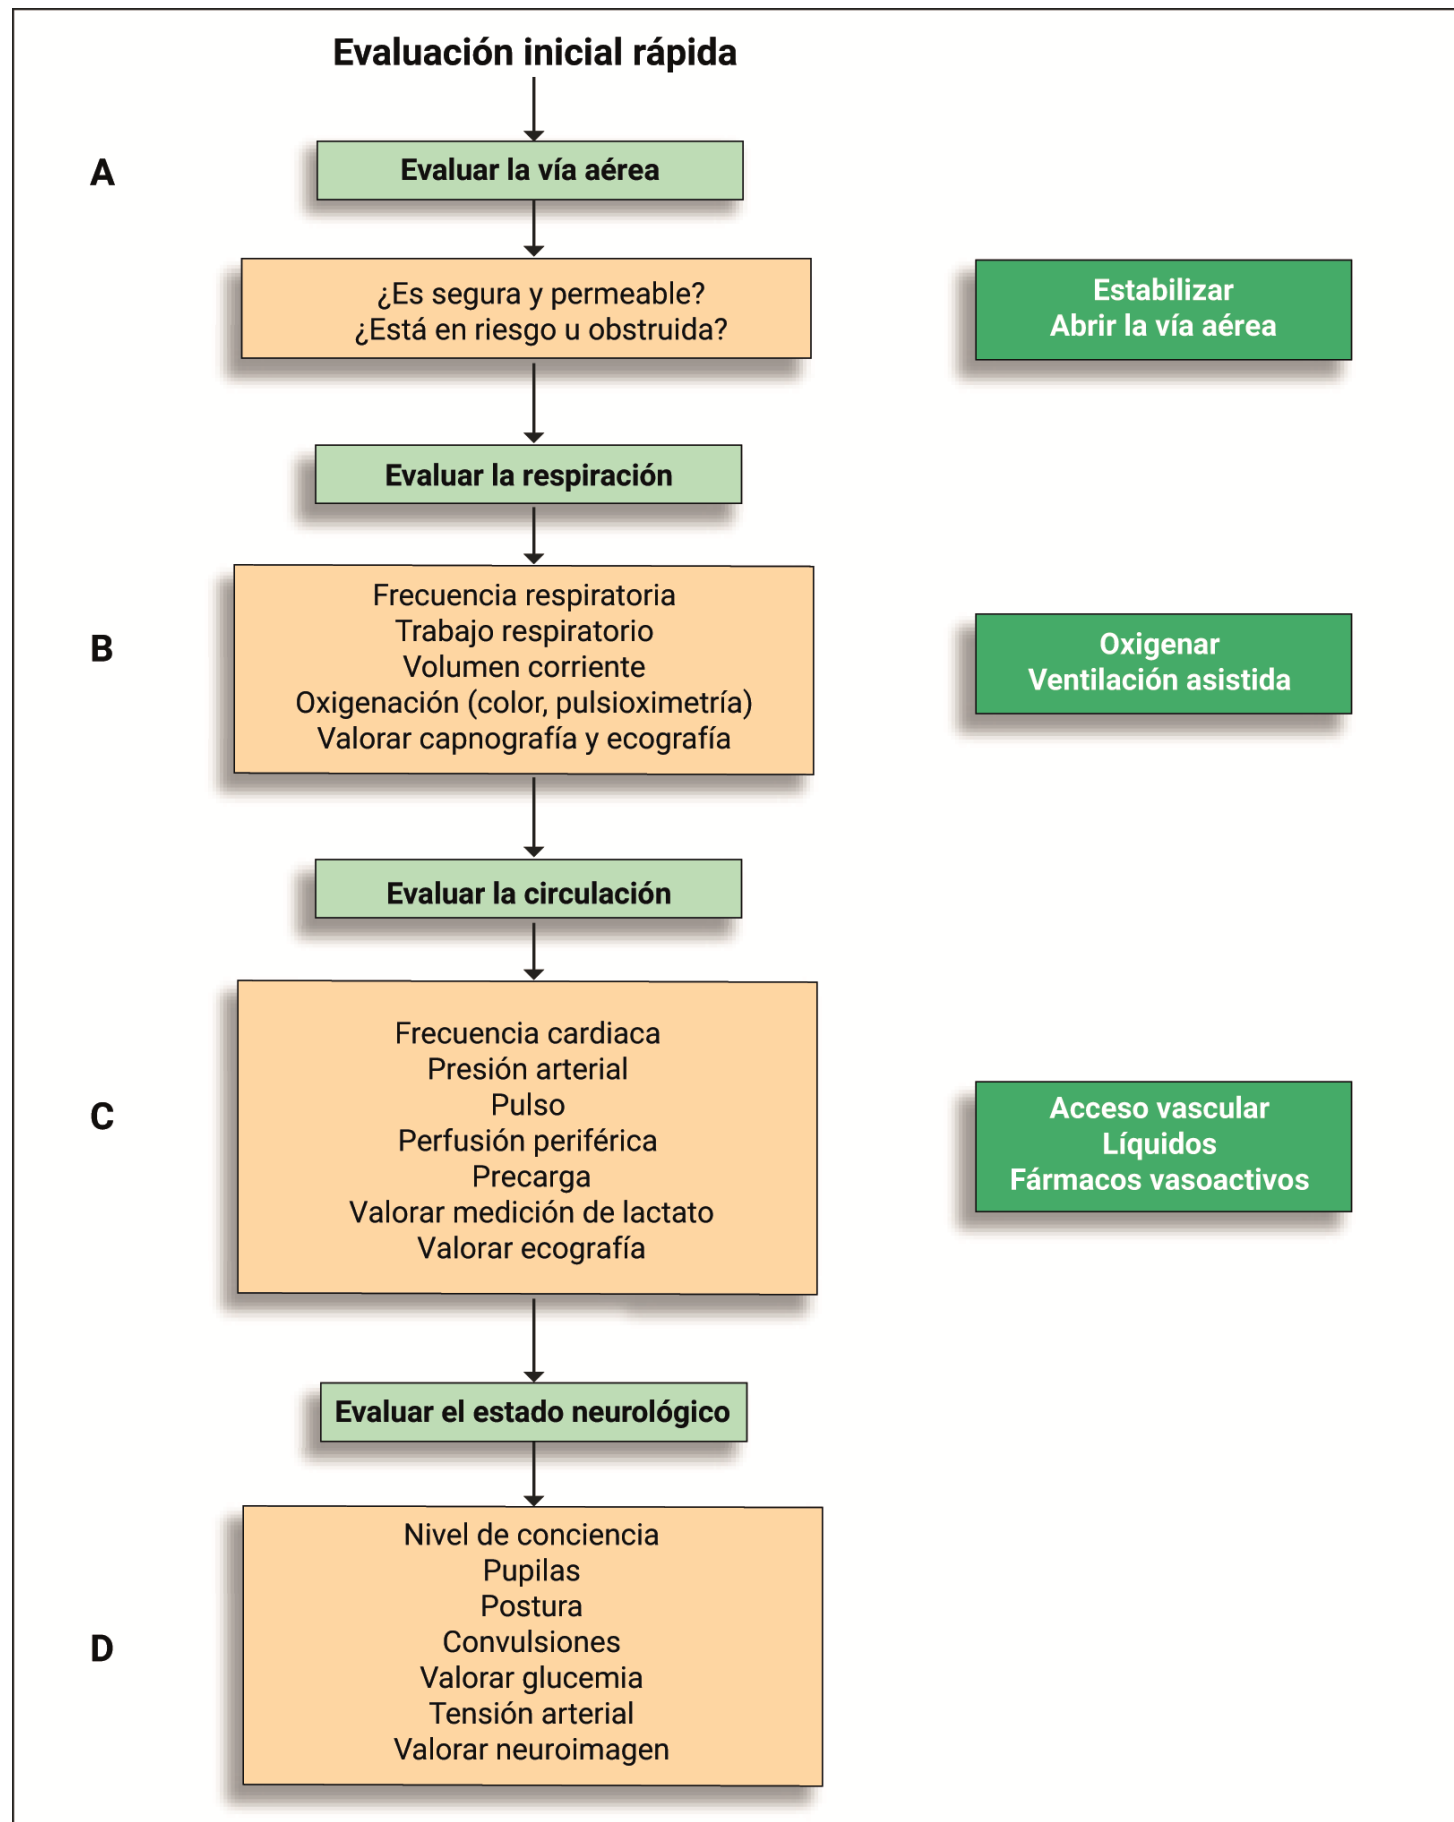 Evaluación inicial rápida
A
Evaluar la vía aérea
¿Es segura y permeable?
¿Está en riesgo u obstruida?
Estabilizar
Abrir la vía aérea
Evaluar la respiración
B
Frecuencia respiratoria
Trabajo respiratorio
Volumen corriente
Oxigenación (color, pulsioximetría)
Valorar capnografía y ecografía
Oxigenar
Ventilación asistida
Evaluar la circulación
C
Frecuencia cardiaca
Presión arterial
Pulso
Perfusión periférica
Precarga
Valorar medición de lactato
Valorar ecografía
Acceso vascular
Líquidos
Fármacos vasoactivos
Evaluar el estado neurológico
D
Nivel de conciencia
Pupilas
Postura
Convulsiones
Valorar glucemia
Tensión arterial
Valorar neuroimagen